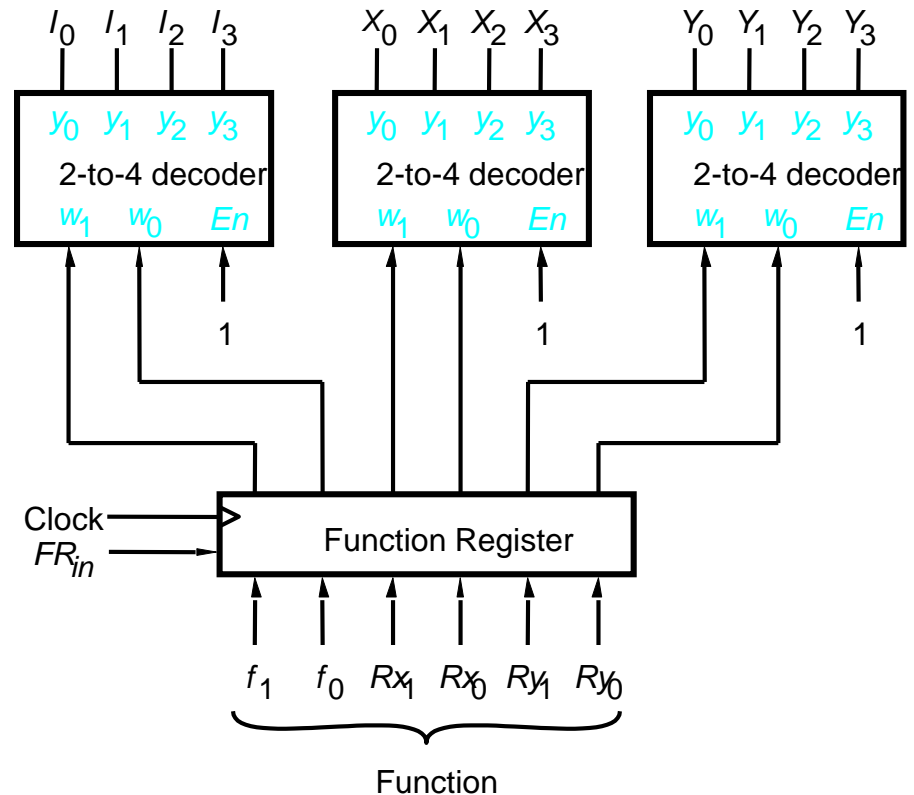 I0 I1 I2 I3 X0 X1 X2 X3 Y0 Y1 Y2 Y3
y0 y1 y2 y3 y0 y1 y2 y3 y0 y1 y2 y3
2-to-4 decoder 2-to-4 decoder 2-to-4 decoder
w1 w0 En w1 w0 En w1 w0 En
1 1 1
Clock
FRin
Function Register
f1 f0 Rx1 Rx0 Ry1 Ry0
Function